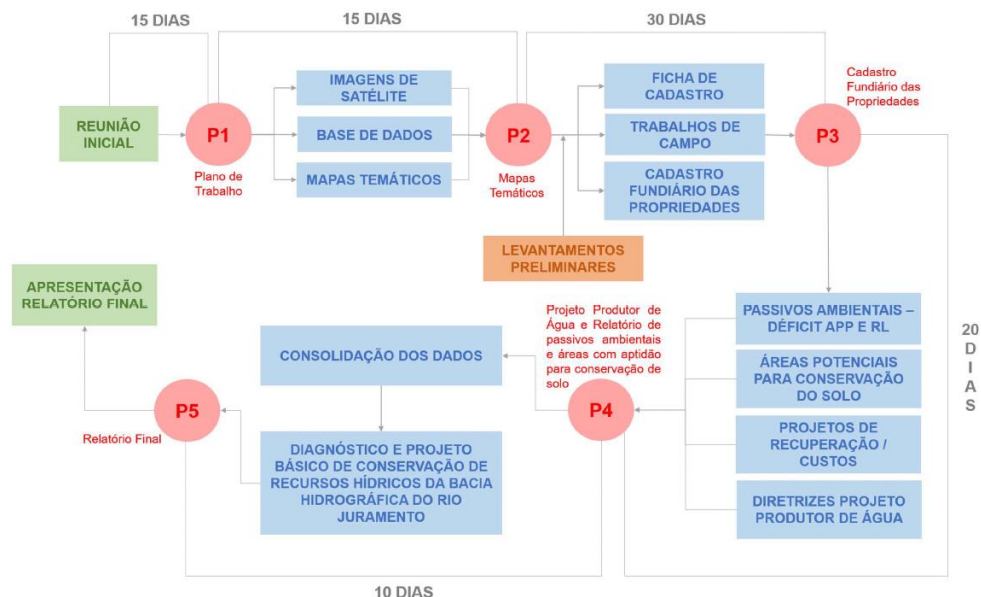 15 DIAS
15 DIAS
30 DIAS
REUNIÃO
INICIAL
P1
Plano de
Trabalho
IMAGENS DE
SATÉLITE
BASE DE DADOS
MAPAS TEMÁTICOS
P2
Mapas
Temáticos
LEVANTAMENTOS
PRELIMINARES
FICHA DE
CADASTRO
TRABALHOS DE
CAMPO
CADASTRO
FUNDIÁRIO DAS
PROPRIEDADES
P3
Cadastro
Fundiário das
Propriedades
20
D
I
A
S
PASSIVOS AMBIENTAIS –
DÉFICIT APP E RL
ÁREAS POTENCIAIS
PARA CONSERVAÇÃO
DO SOLO
PROJETOS DE
RECUPERAÇÃO /
CUSTOS
DIRETRIZES PROJETO
PRODUTOR DE ÁGUA
Projeto Produtor de
Água e Relatório de
passivos ambientais
e áreas com aptidão
para conservação de
solo
P4
CONSOLIDAÇÃO DOS DADOS
DIAGNÓSTICO E PROJETO
BÁSICO DE CONSERVAÇÃO DE
RECURSOS HÍDRICOS DA BACIA
HIDROGRÁFICA DO RIO
JURAMENTO
P5
Relatório Final
APRESENTAÇÃO
RELATÓRIO FINAL
10 DIAS